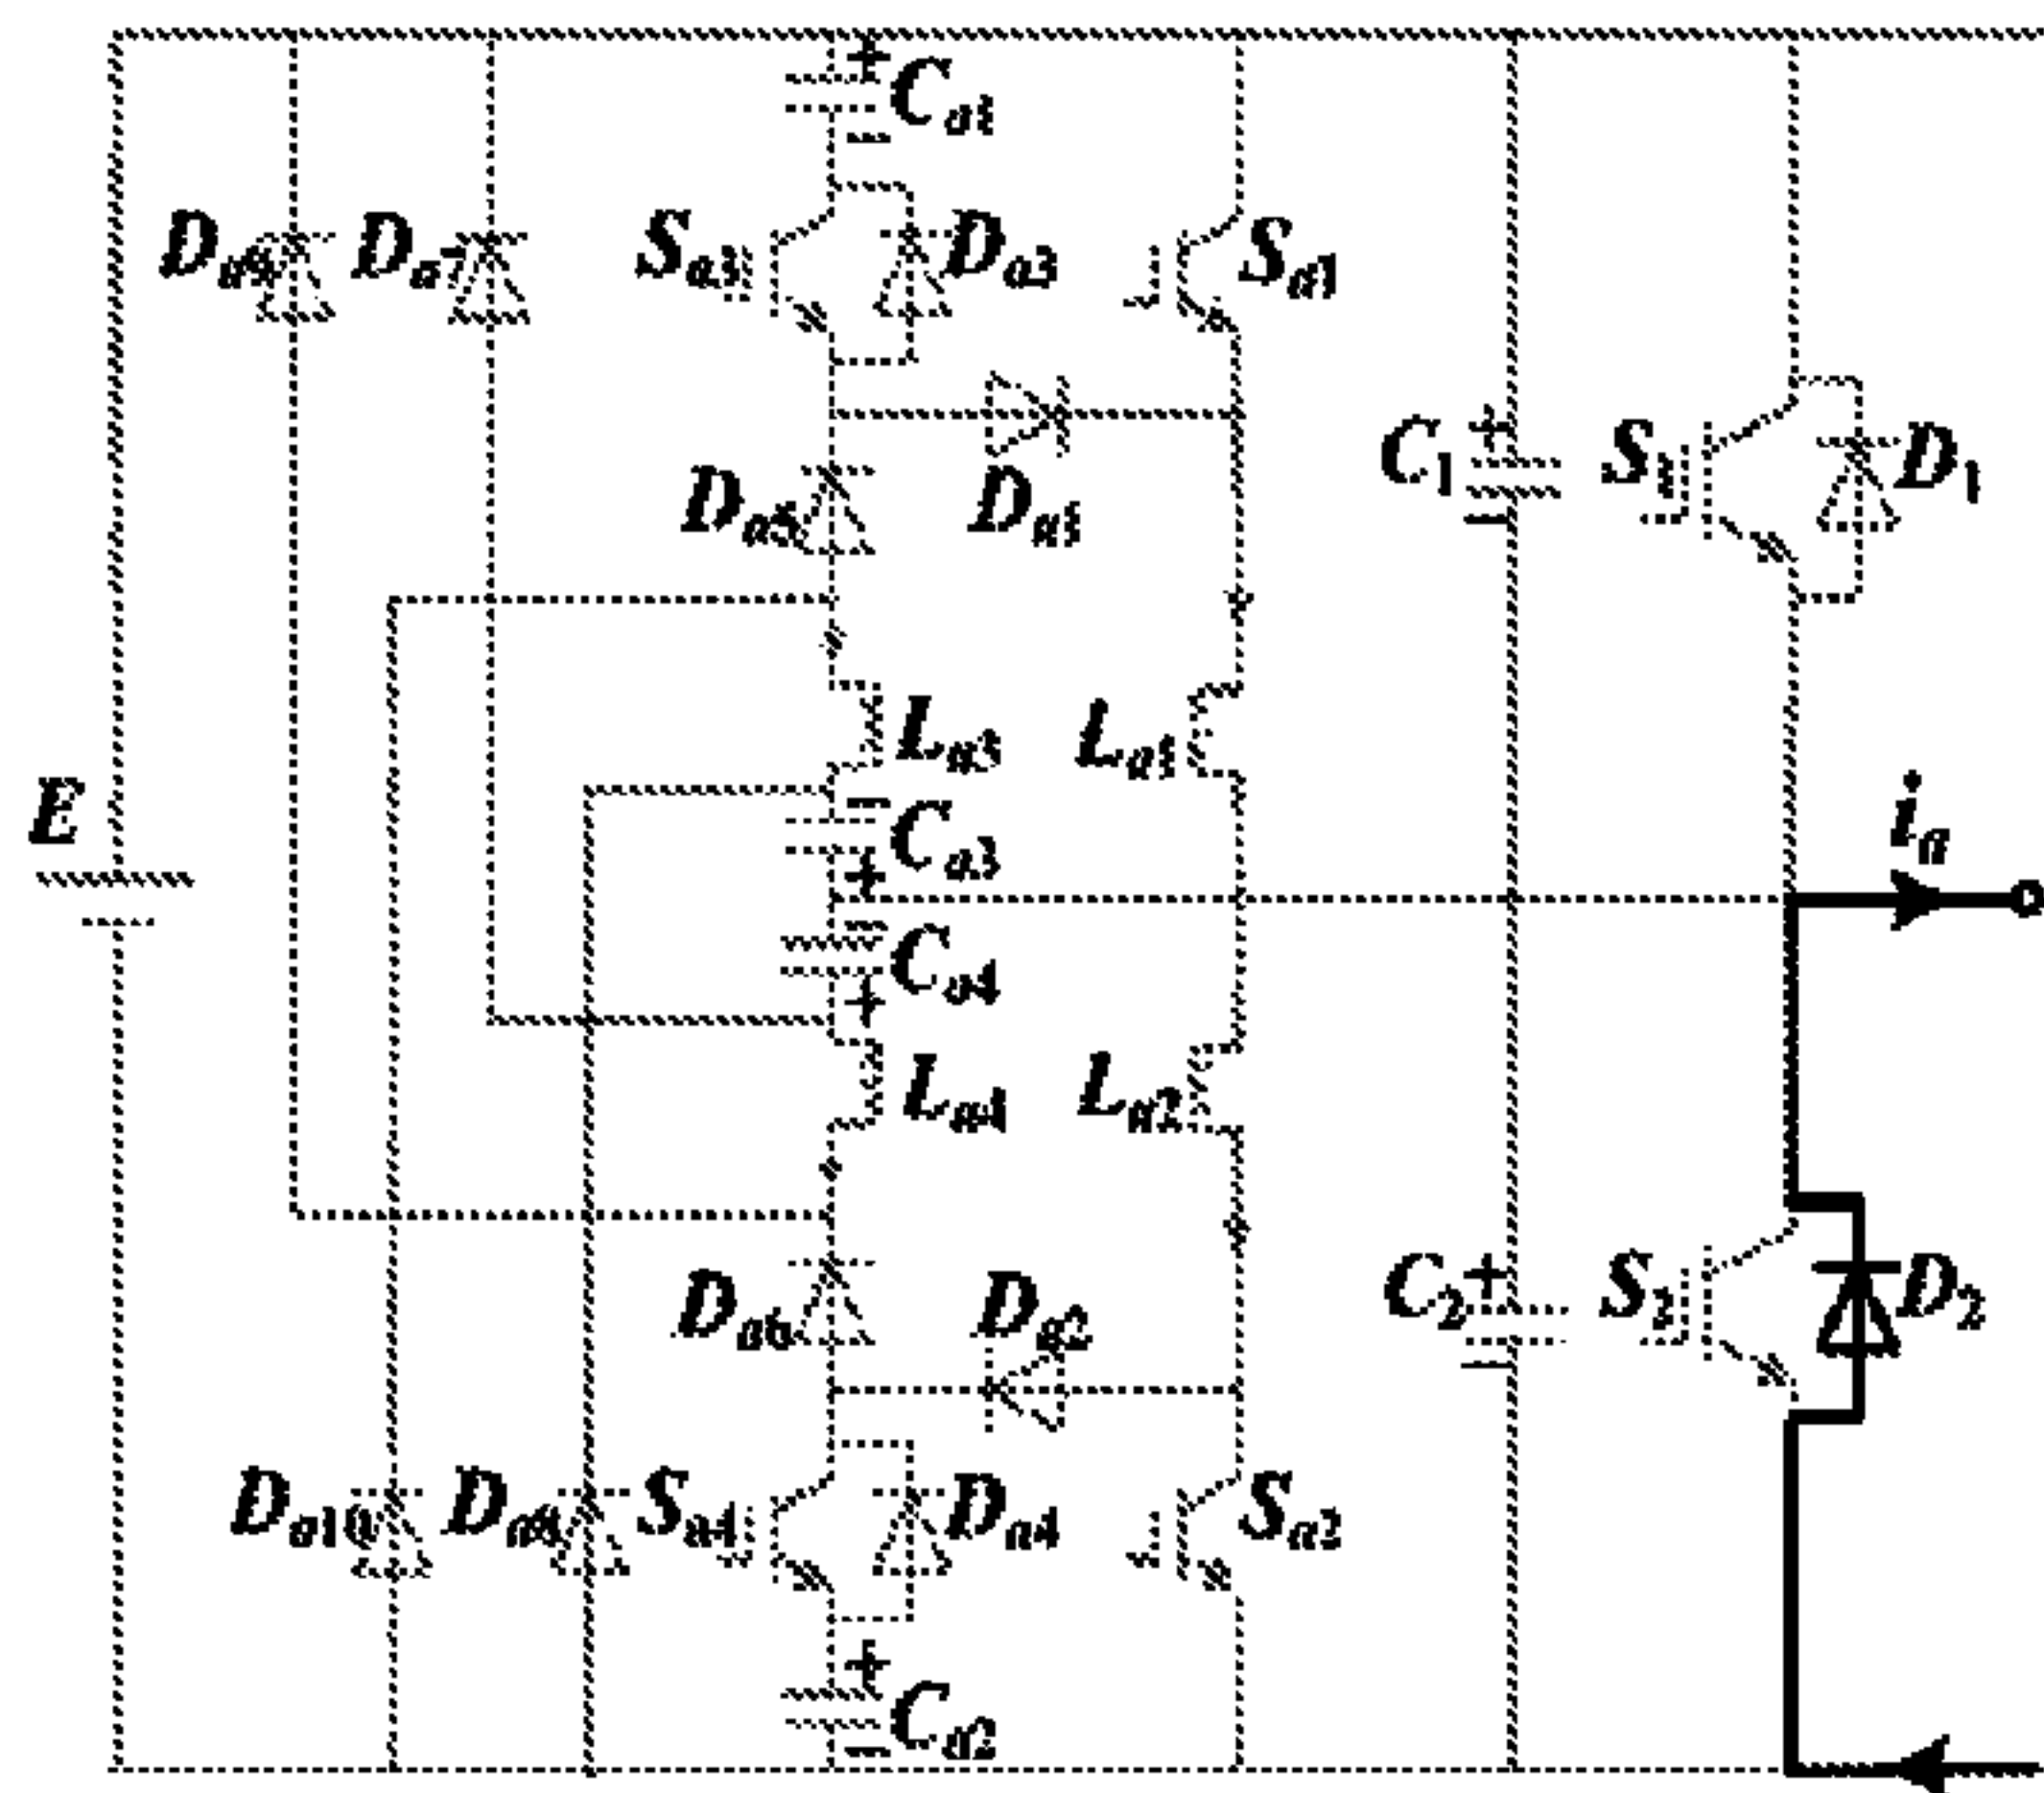 + C_a1
−
D_a9 D_a7 S_a3 D_a3 S_a1
C_1 + −
S_1 D_1
D_a5 D_a1
L_a3 L_a1
E
− C_a3 +
i_a
− C_a4 +
L_a4 L_a2
D_a6 D_a2
C_2 + −
S_2 D_2
D_a10 D_a8 S_a4 D_a4 S_a2
+ C_a2
−